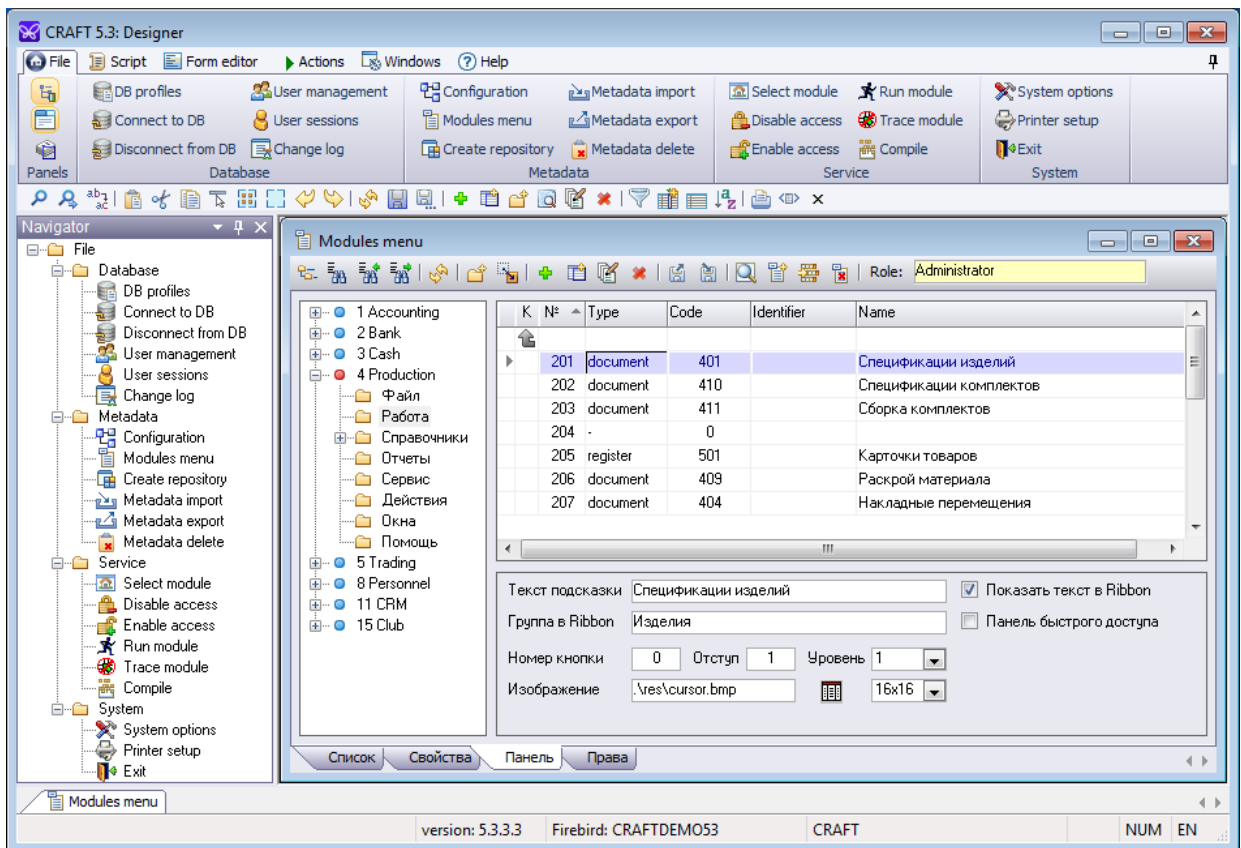 CRAFT 5.3: Designer
File Script Form editor Actions Windows Help
DB profiles User management Configuration Metadata import Select module Run module System options
Connect to DB User sessions Modules menu Metadata export Disable access Trace module Printer setup
Disconnect from DB Change log Create repository Metadata delete Enable access Compile Exit
Panels Database Metadata Service System
Navigator
File
Database
DB profiles
Connect to DB
Disconnect from DB
User management
User sessions
Change log
Metadata
Configuration
Modules menu
Create repository
Metadata import
Metadata export
Metadata delete
Service
Select module
Disable access
Enable access
Run module
Trace module
Compile
System
System options
Printer setup
Exit
Modules menu
Role: Administrator
1 Accounting
2 Bank
3 Cash
4 Production
Файл
Работа
Справочники
Отчеты
Сервис
Действия
Окна
Помощь
5 Trading
8 Personnel
11 CRM
15 Club
К № Type Code Identifier Name
201 document 401 Спецификации изделий
202 document 410 Спецификации комплектов
203 document 411 Сборка комплектов
204 - 0
205 register 501 Карточки товаров
206 document 409 Раскрой материала
207 document 404 Накладные перемещения
Текст подсказки Спецификации изделий Показать текст в Ribbon
Группа в Ribbon Изделия Панель быстрого доступа
Номер кнопки 0 Отступ 1 Уровень 1
Изображение .\res\cursor.bmp 16x16
Список Свойства Панель Права
Modules menu
version: 5.3.3.3 Firebird: CRAFTDEMO53 CRAFT NUM EN